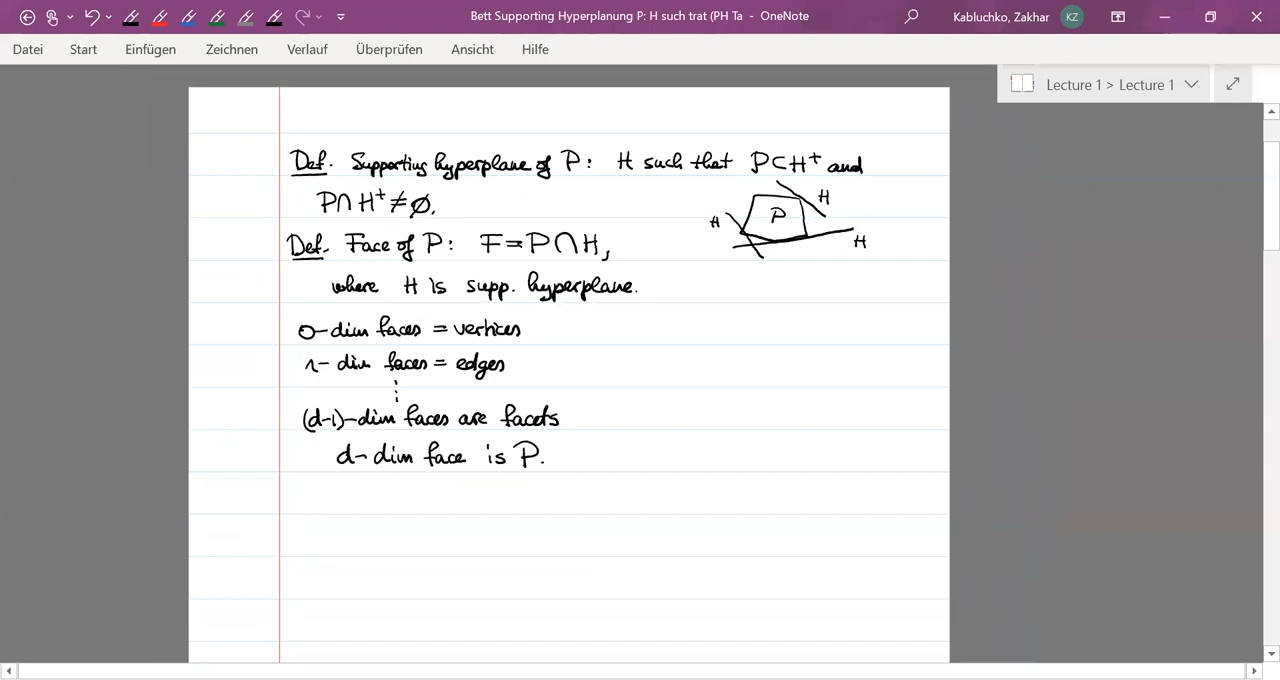 Bett Supporting Hyperplanung P: H such trat (PH Ta - OneNote
Kabluchko, Zakhar KZ
Datei Start Einfügen Zeichnen Verlauf Überprüfen Ansicht Hilfe
Lecture 1 > Lecture 1
Def. Supporting hyperplane of P: H such that P⊂H⁺ and
P∩H⁺≠∅.
H
P
H
H
Def. Face of P: F=P∩H,
where H is supp. hyperplane.
0-dim faces = vertices
1-dim faces = edges
⋮
(d-1)-dim faces are facets
d-dim face is P.